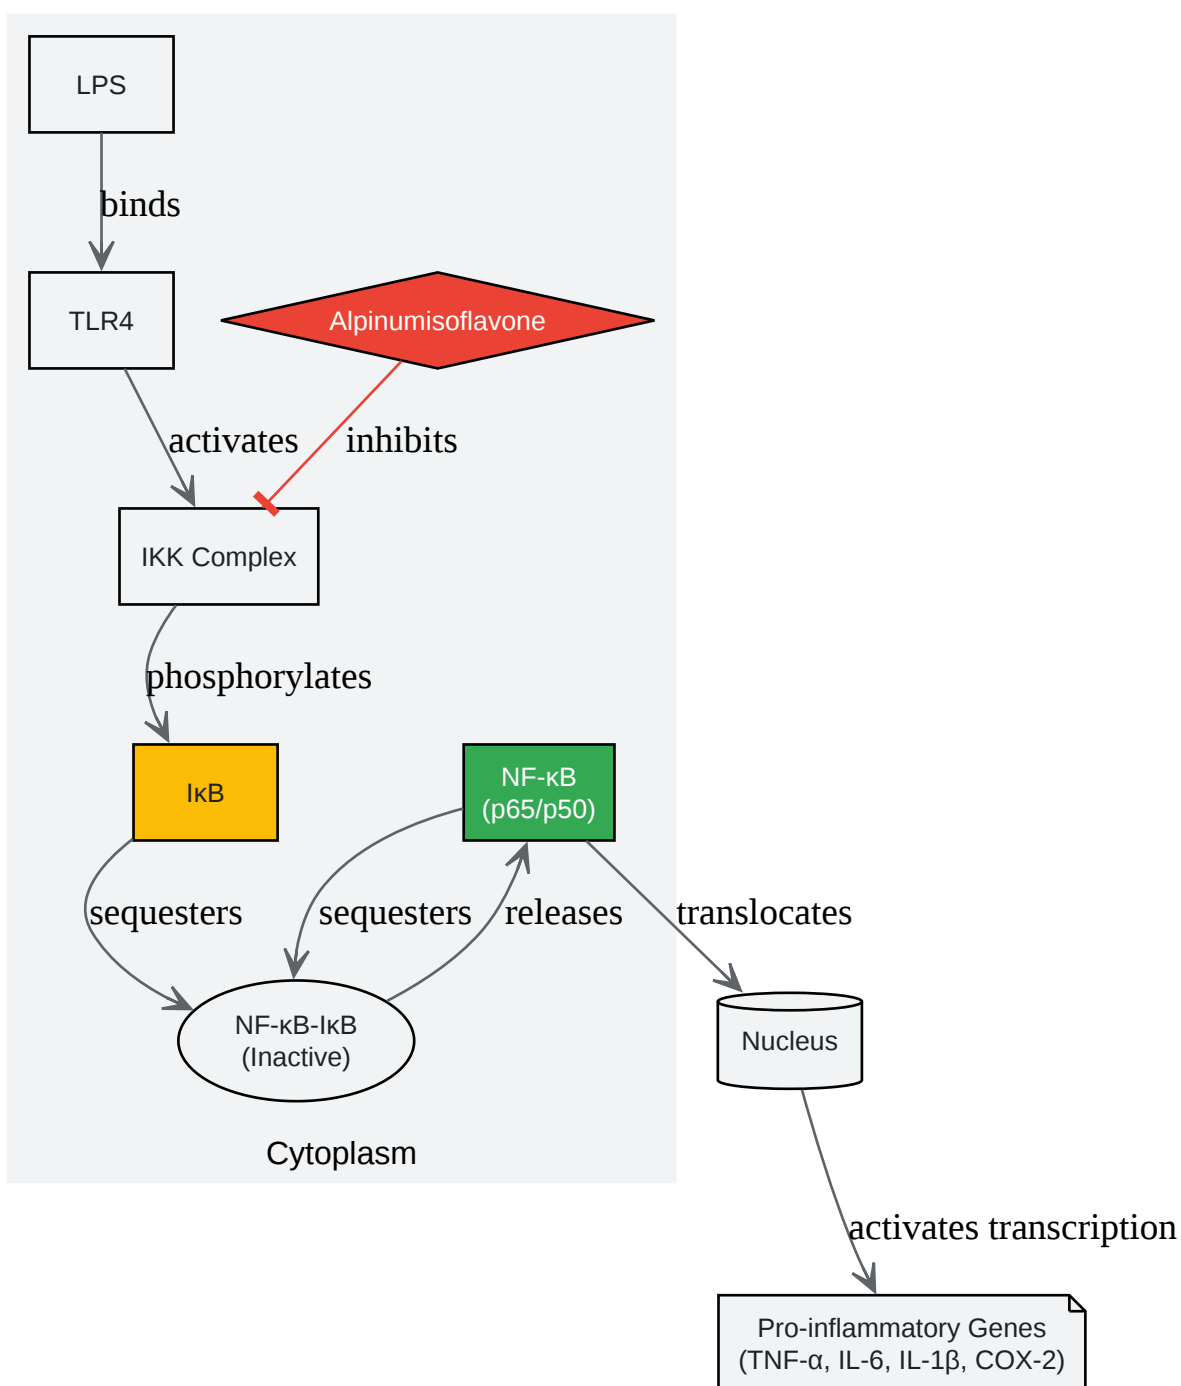 LPS
binds
TLR4
Alpinumisoflavone
activates
inhibits
IKK Complex
phosphorylates
IκB
NF-κB
(p65/p50)
sequesters
sequesters
releases
translocates
NF-κB-IκB
(Inactive)
Nucleus
Cytoplasm
activates transcription
Pro-inflammatory Genes
(TNF-α, IL-6, IL-1β, COX-2)